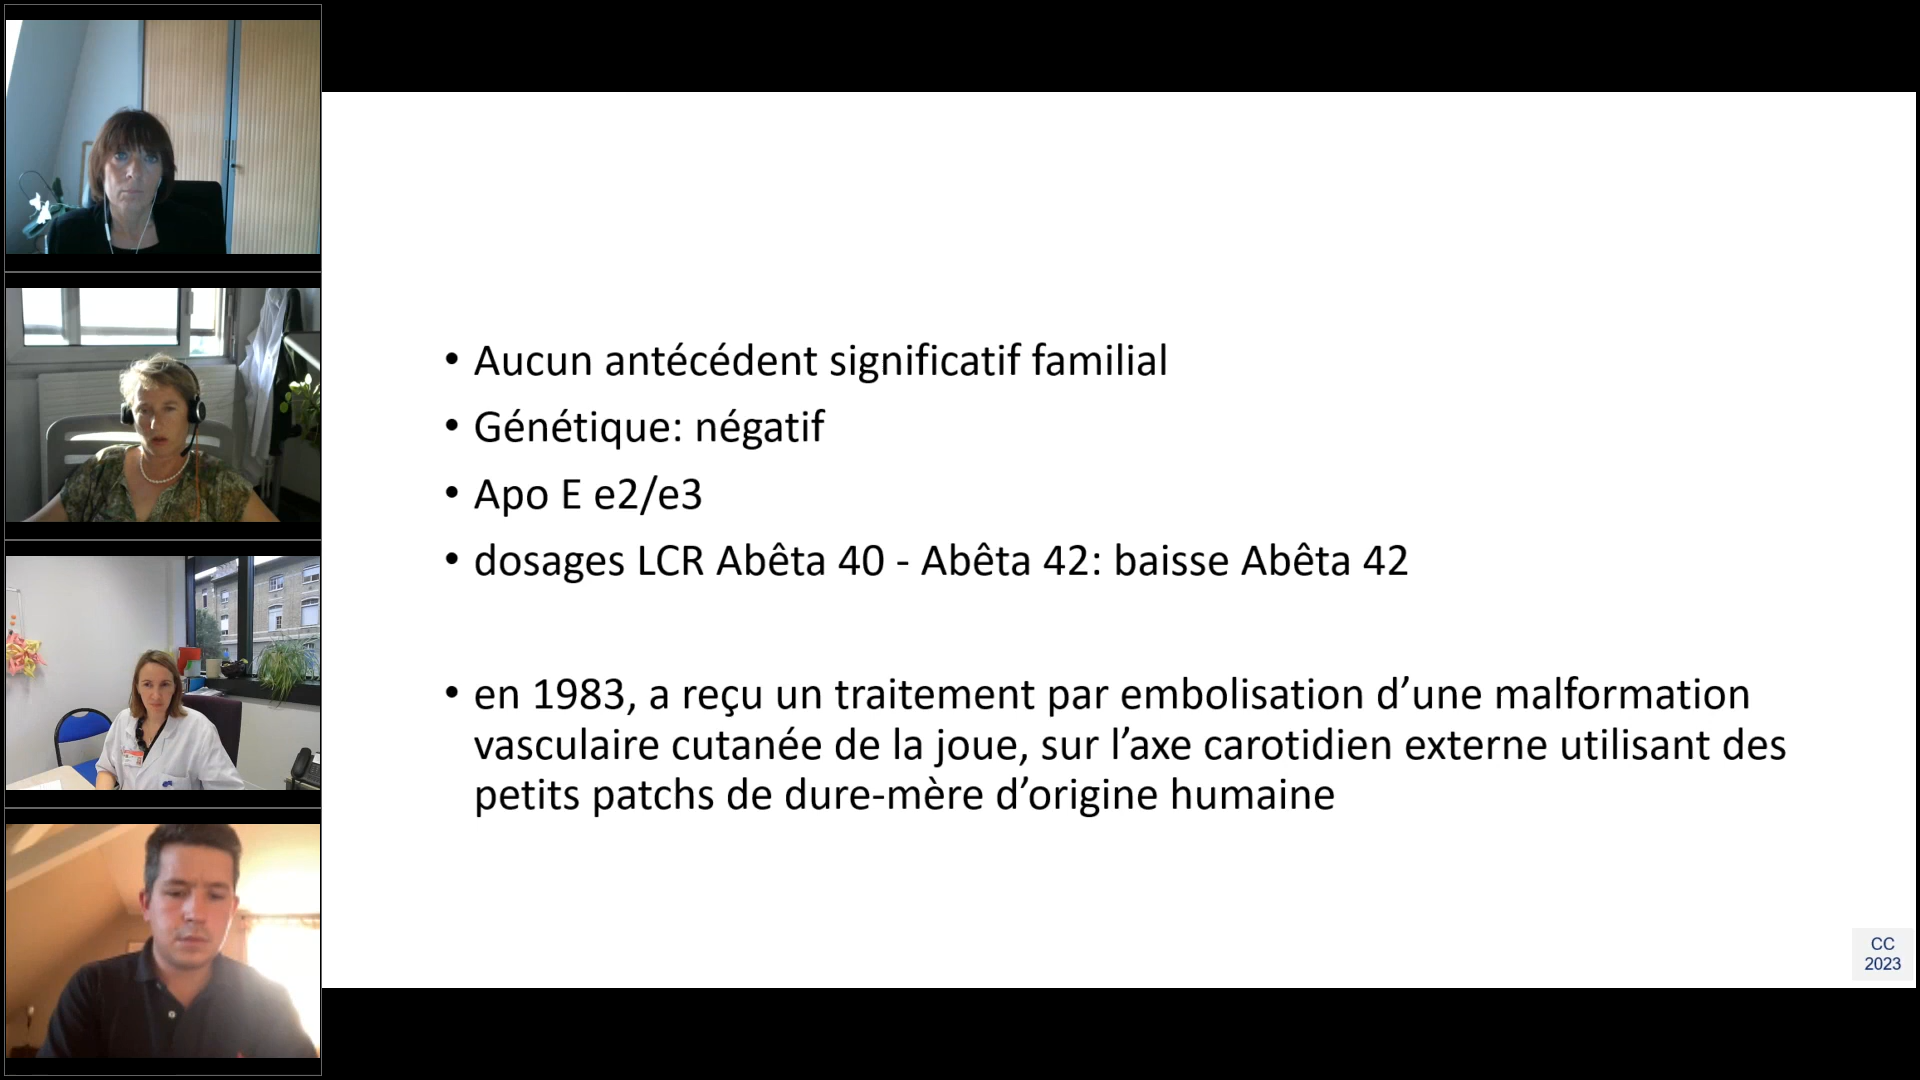 • Aucun antécédent significatif familial
• Génétique: négatif
• Apo E e2/e3
• dosages LCR Abêta 40 - Abêta 42: baisse Abêta 42
• en 1983, a reçu un traitement par embolisation d’une malformation
vasculaire cutanée de la joue, sur l’axe carotidien externe utilisant des
petits patchs de dure-mère d’origine humaine
CC
2023